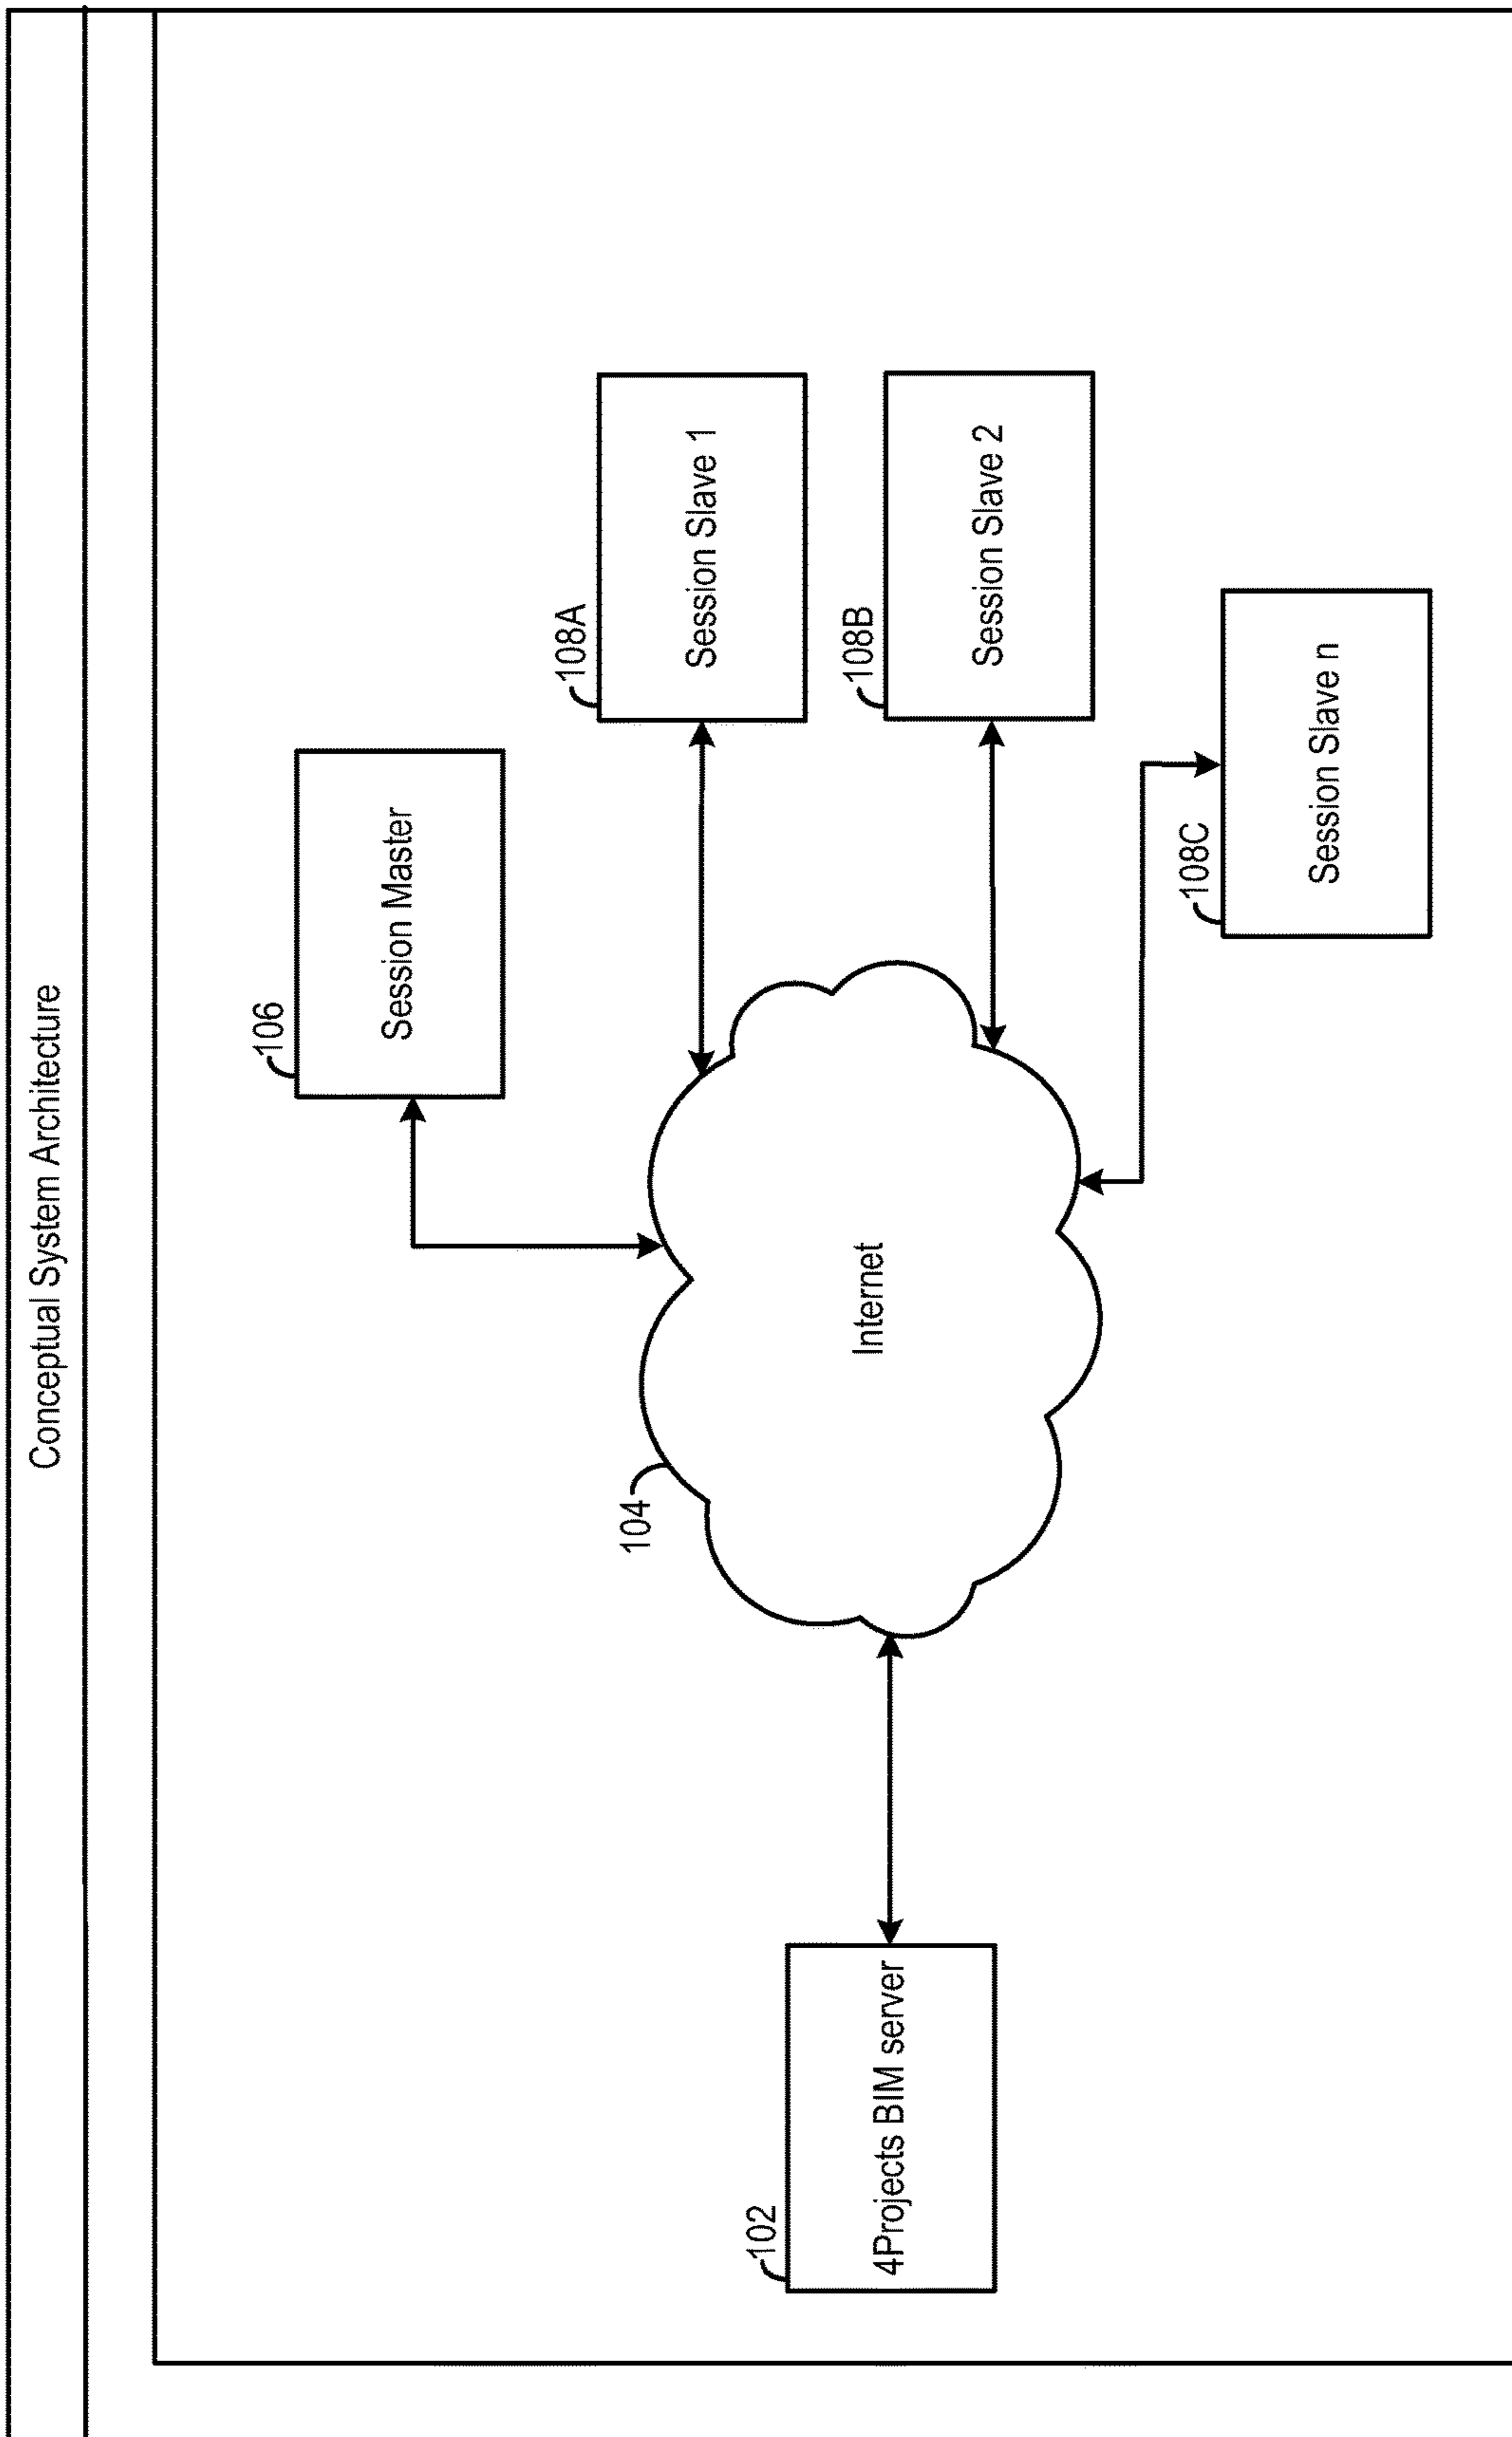 Conceptual System Architecture
106
Session Master
108A
Session Slave 1
104
Internet
102
4Projects BIM server
108B
Session Slave 2
108C
Session Slave n